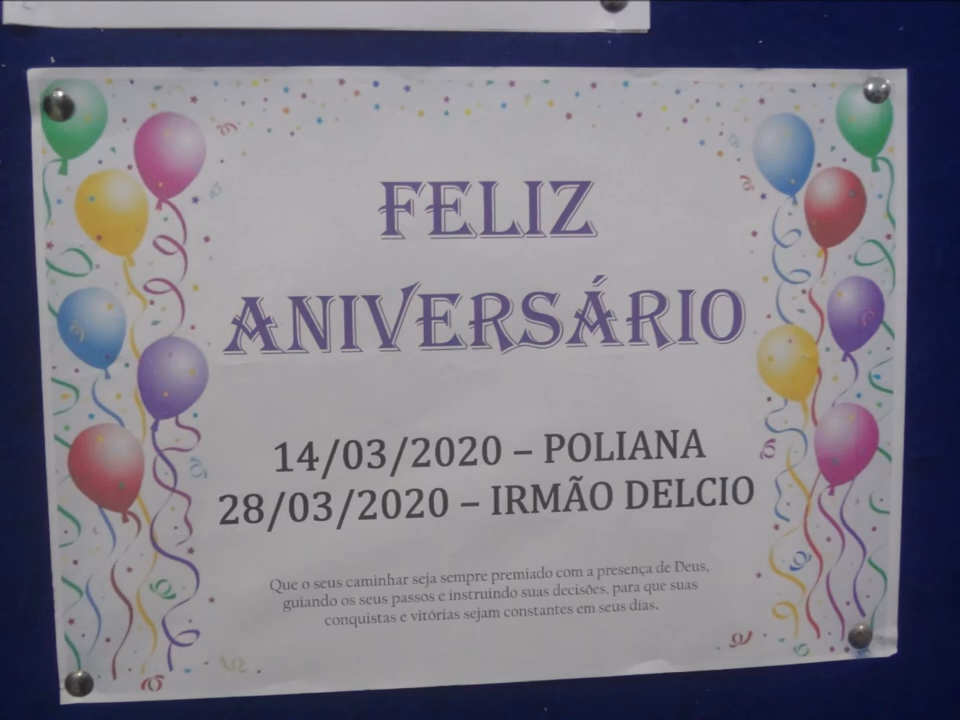 FELIZ
ANIVERSÁRIO
14/03/2020 – POLIANA
28/03/2020 – IRMÃO DELCIO
Que o seu caminhar seja sempre premiado com a presença de Deus,
guiando os seus passos e instruindo suas decisões, para que suas
conquistas e vitórias sejam constantes em seus dias.